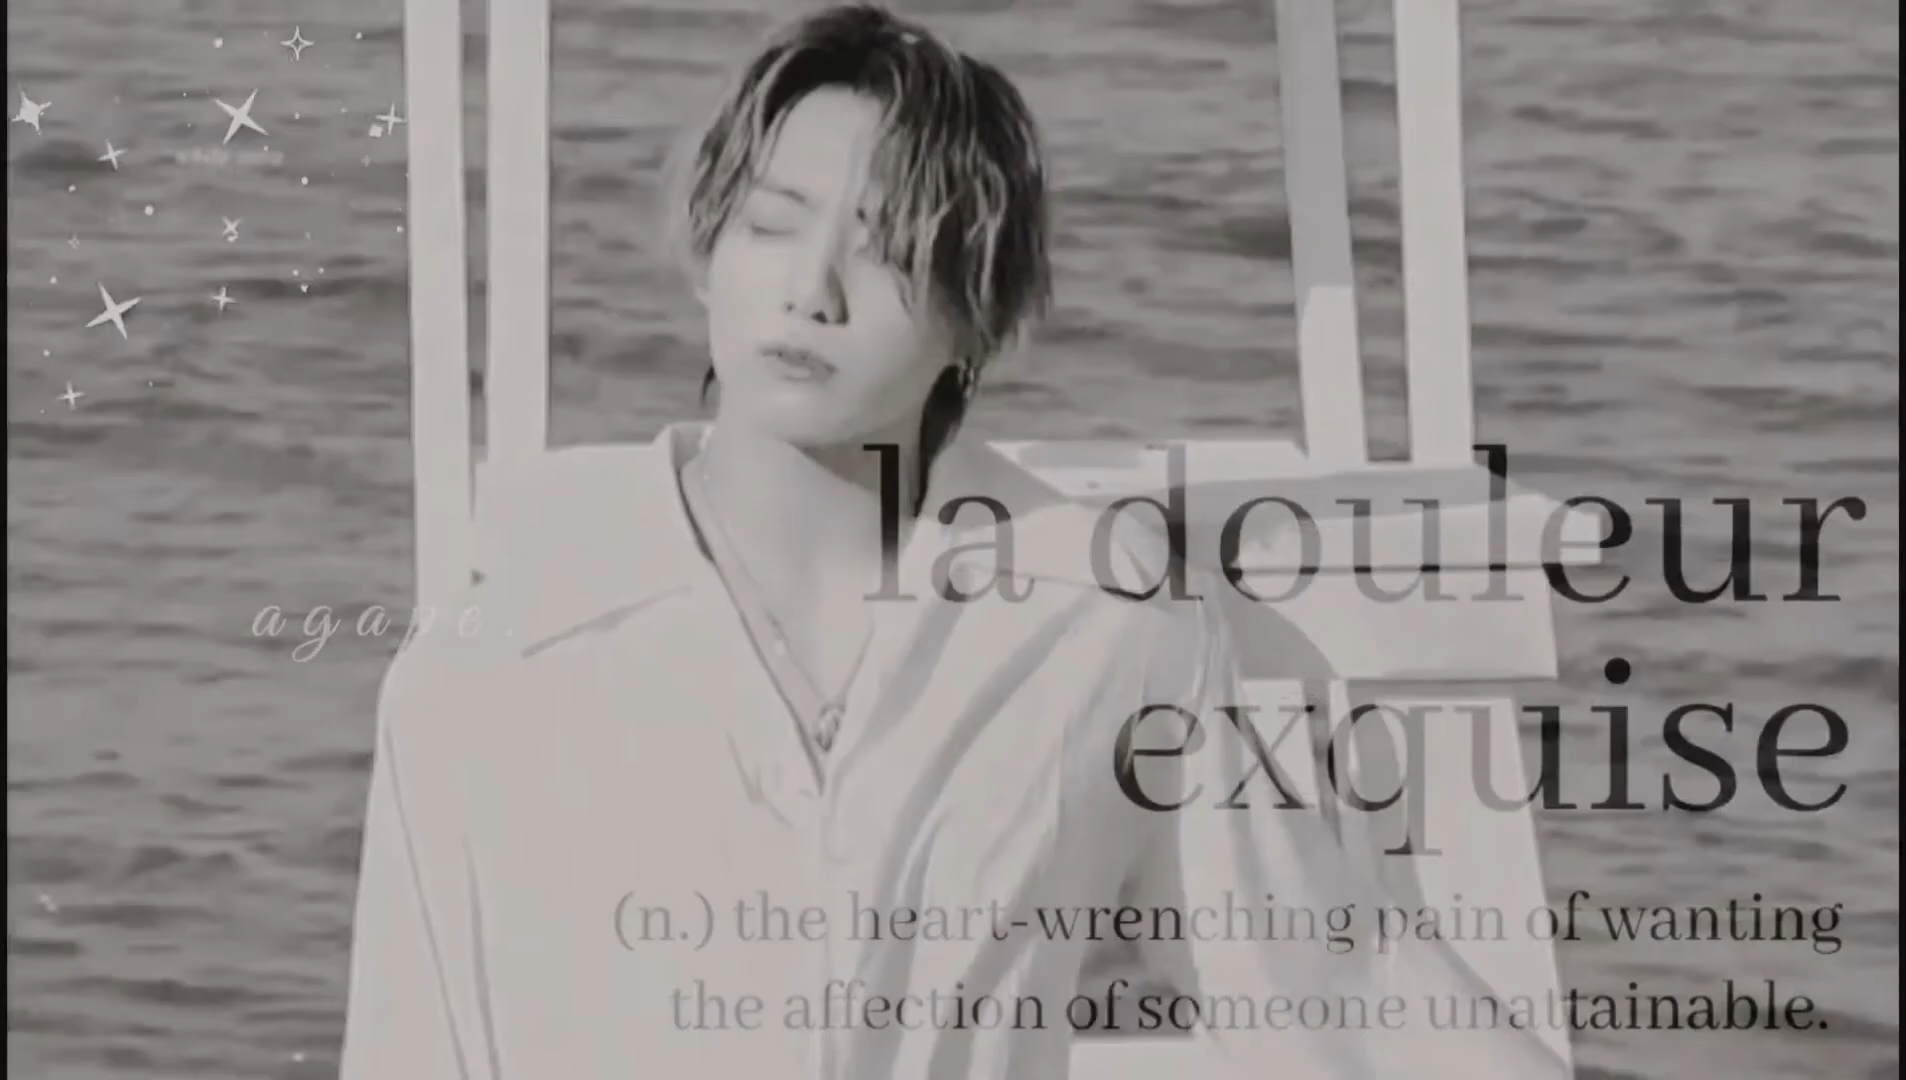 agape.
la douleur
exquise
(n.) the heart-wrenching pain of wanting
the affection of someone unattainable.